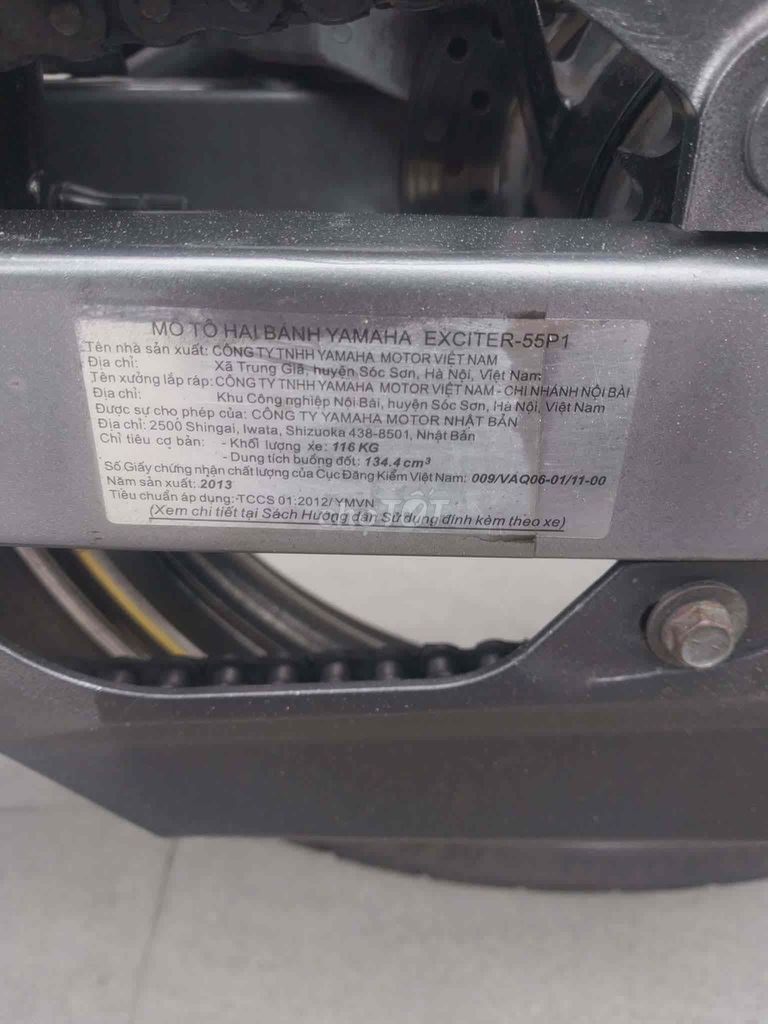 MÔ TÔ HAI BÁNH YAMAHA EXCITER-55P1
Tên nhà sản xuất: CÔNG TY TNHH YAMAHA MOTOR VIỆT NAM
Địa chỉ: Xã Trung Giã, huyện Sóc Sơn, Hà Nội, Việt Nam
Tên xưởng lắp ráp: CÔNG TY TNHH YAMAHA MOTOR VIỆT NAM - CHI NHÁNH NỘI BÀI
Địa chỉ: Khu Công nghiệp Nội Bài, huyện Sóc Sơn, Hà Nội, Việt Nam
Được sự cho phép của: CÔNG TY YAMAHA MOTOR NHẬT BẢN
Địa chỉ: 2500 Shingai, Iwata, Shizuoka 438-8501, Nhật Bản
Chỉ tiêu cơ bản: - Khối lượng xe: 116 KG
- Dung tích buồng đốt: 134.4 cm³
Số Giấy chứng nhận chất lượng của Cục Đăng Kiểm Việt Nam: 009/VAQ06-01/11-00
Năm sản xuất: 2013
Tiêu chuẩn áp dụng:-TCCS 01:2012/YMVN
(Xem chi tiết tại Sách Hướng dẫn Sử dụng đính kèm theo xe)
CHỢ TỐT